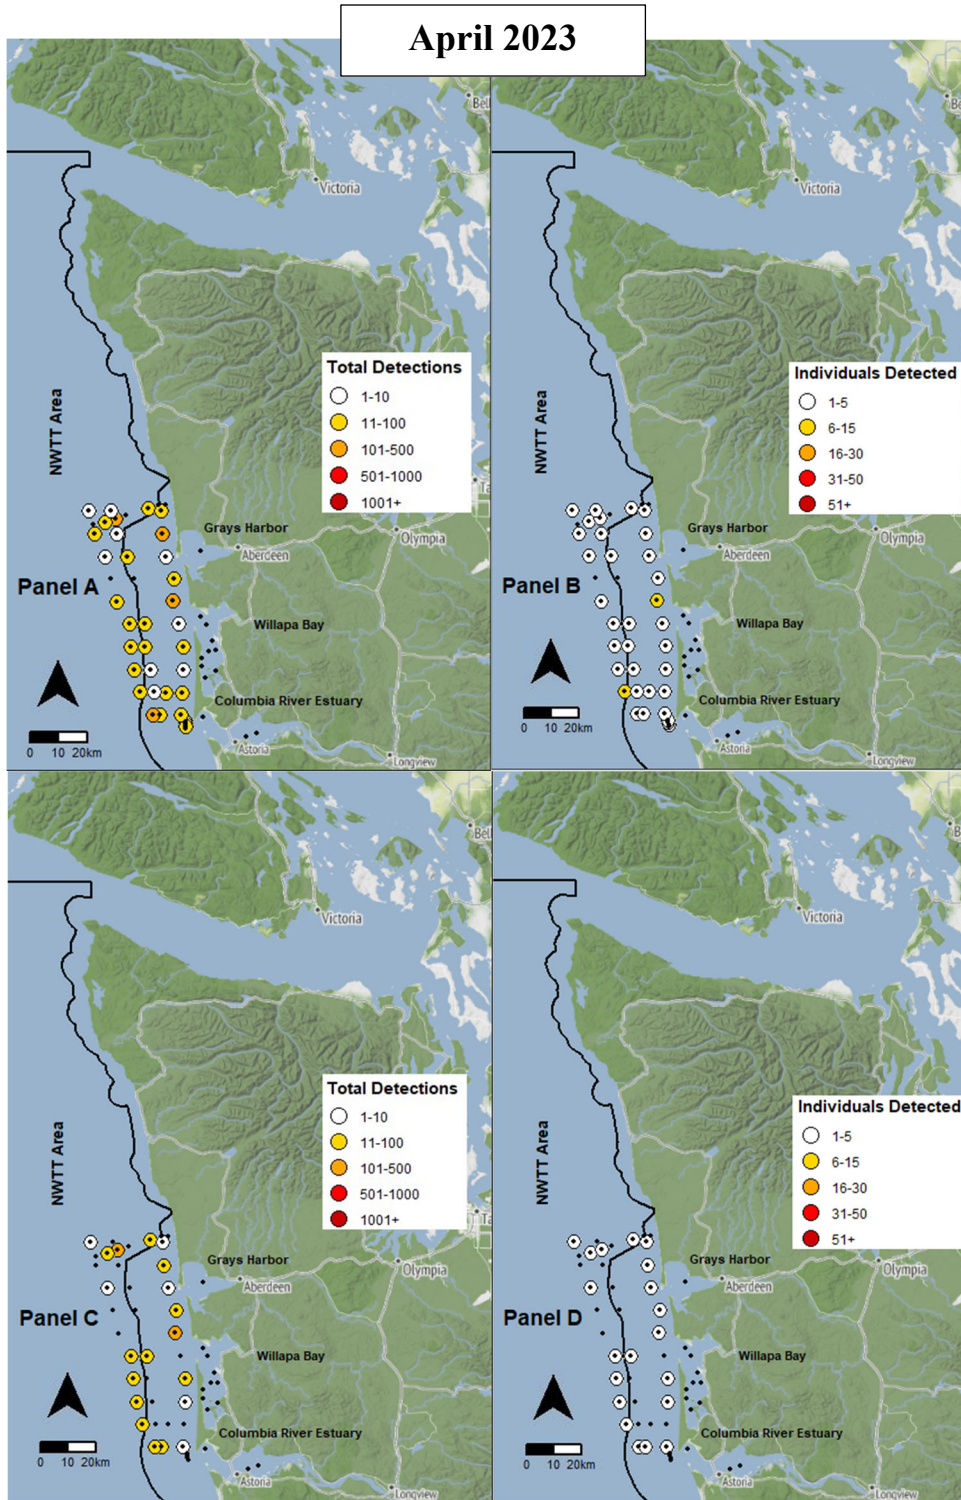 April 2023
Bel
Victoria
NWTT Area
Total Detections
1-10
11-100
101-500
501-1000
1001+
Ta
Grays Harbor
Aberdeen
Olympia
Panel A
Willapa Bay
Columbia River Estuary
0 10 20km
Astoria
Longview
Be
Victoria
NWTT Area
Individuals Detected
1-5
6-15
16-30
31-50
51+
Grays Harbor
Aberdeen
Olympia
Panel B
Willapa Bay
Columbia River Estuary
0 10 20km
Astoria
Longview
Bell
Victoria
NWTT Area
Total Detections
1-10
11-100
101-500
501-1000
1001+
Ta
Grays Harbor
Aberdeen
Olympia
Panel C
Willapa Bay
Columbia River Estuary
0 10 20km
Astoria
Longview
B
Victoria
NWTT Area
Individuals Detected
1-5
6-15
16-30
31-50
51+
Grays Harbor
Aberdeen
Olympia
Panel D
Willapa Bay
Columbia River Estuary
0 10 20km
Astoria
Longview